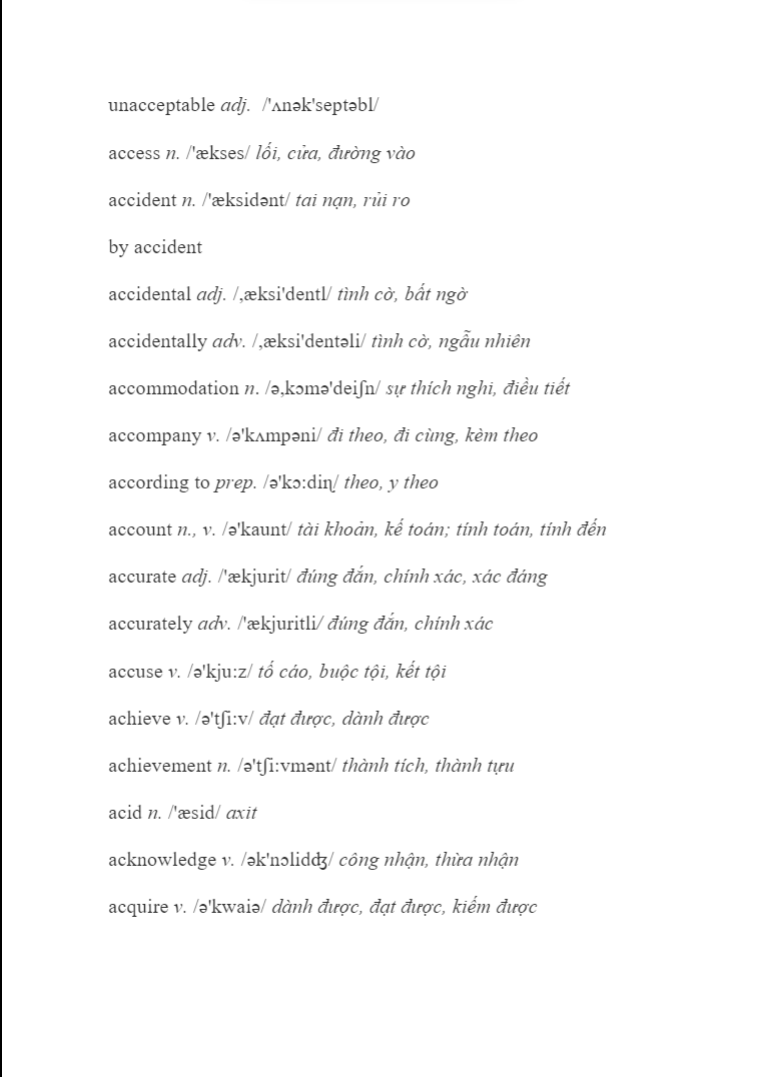 unacceptable adj. /'ʌnək'septəbl/
access n. /'ækses/ lối, cửa, đường vào
accident n. /'æksidənt/ tai nạn, rủi ro
by accident
accidental adj. /,æksi'dentl/ tình cờ, bất ngờ
accidentally adv. /,æksi'dentəli/ tình cờ, ngẫu nhiên
accommodation n. /ə,kɔmə'deiʃn/ sự thích nghi, điều tiết
accompany v. /ə'kʌmpəni/ đi theo, đi cùng, kèm theo
according to prep. /ə'kɔ:diɳ/ theo, y theo
account n., v. /ə'kaunt/ tài khoản, kế toán; tính toán, tính đến
accurate adj. /'ækjurit/ đúng đắn, chính xác, xác đáng
accurately adv. /'ækjuritli/ đúng đắn, chính xác
accuse v. /ə'kju:z/ tố cáo, buộc tội, kết tội
achieve v. /ə'tʃi:v/ đạt được, dành được
achievement n. /ə'tʃi:vmənt/ thành tích, thành tựu
acid n. /'æsid/ axit
acknowledge v. /ək'nɔlidʤ/ công nhận, thừa nhận
acquire v. /ə'kwaiə/ dành được, đạt được, kiếm được